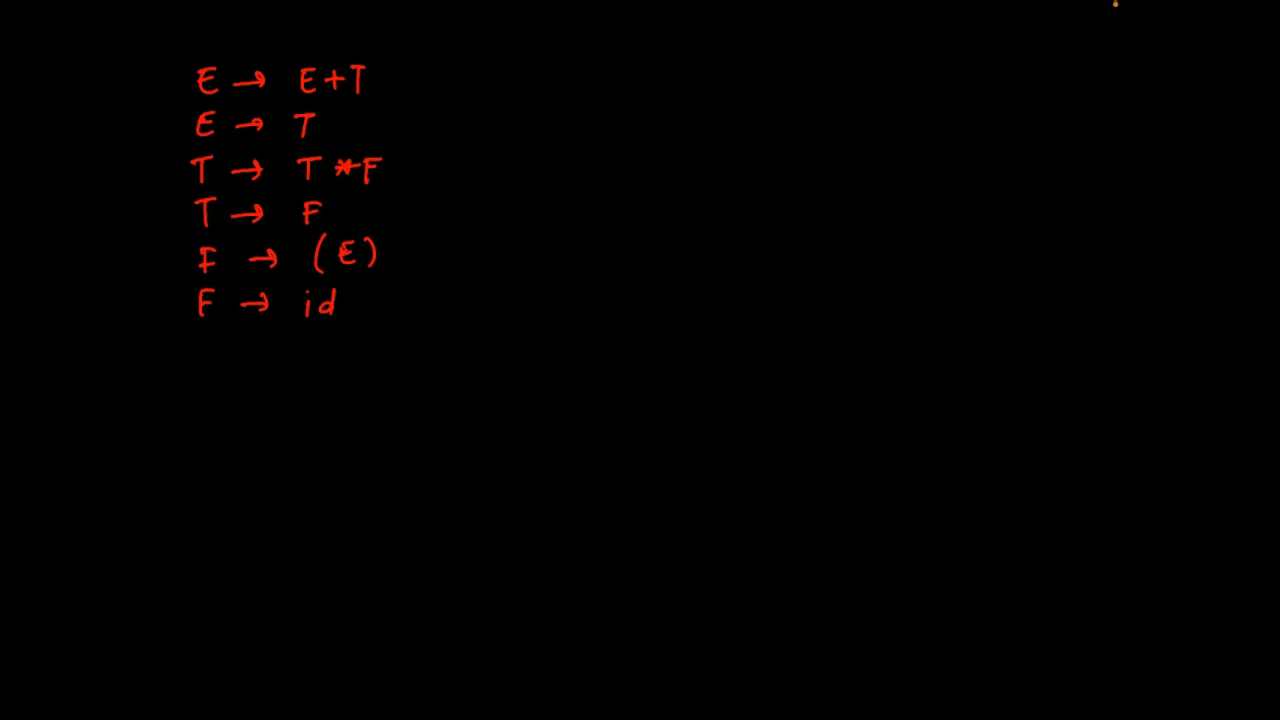 E → E+T
E → T
T → T *F
T → F
F → (E)
F → id